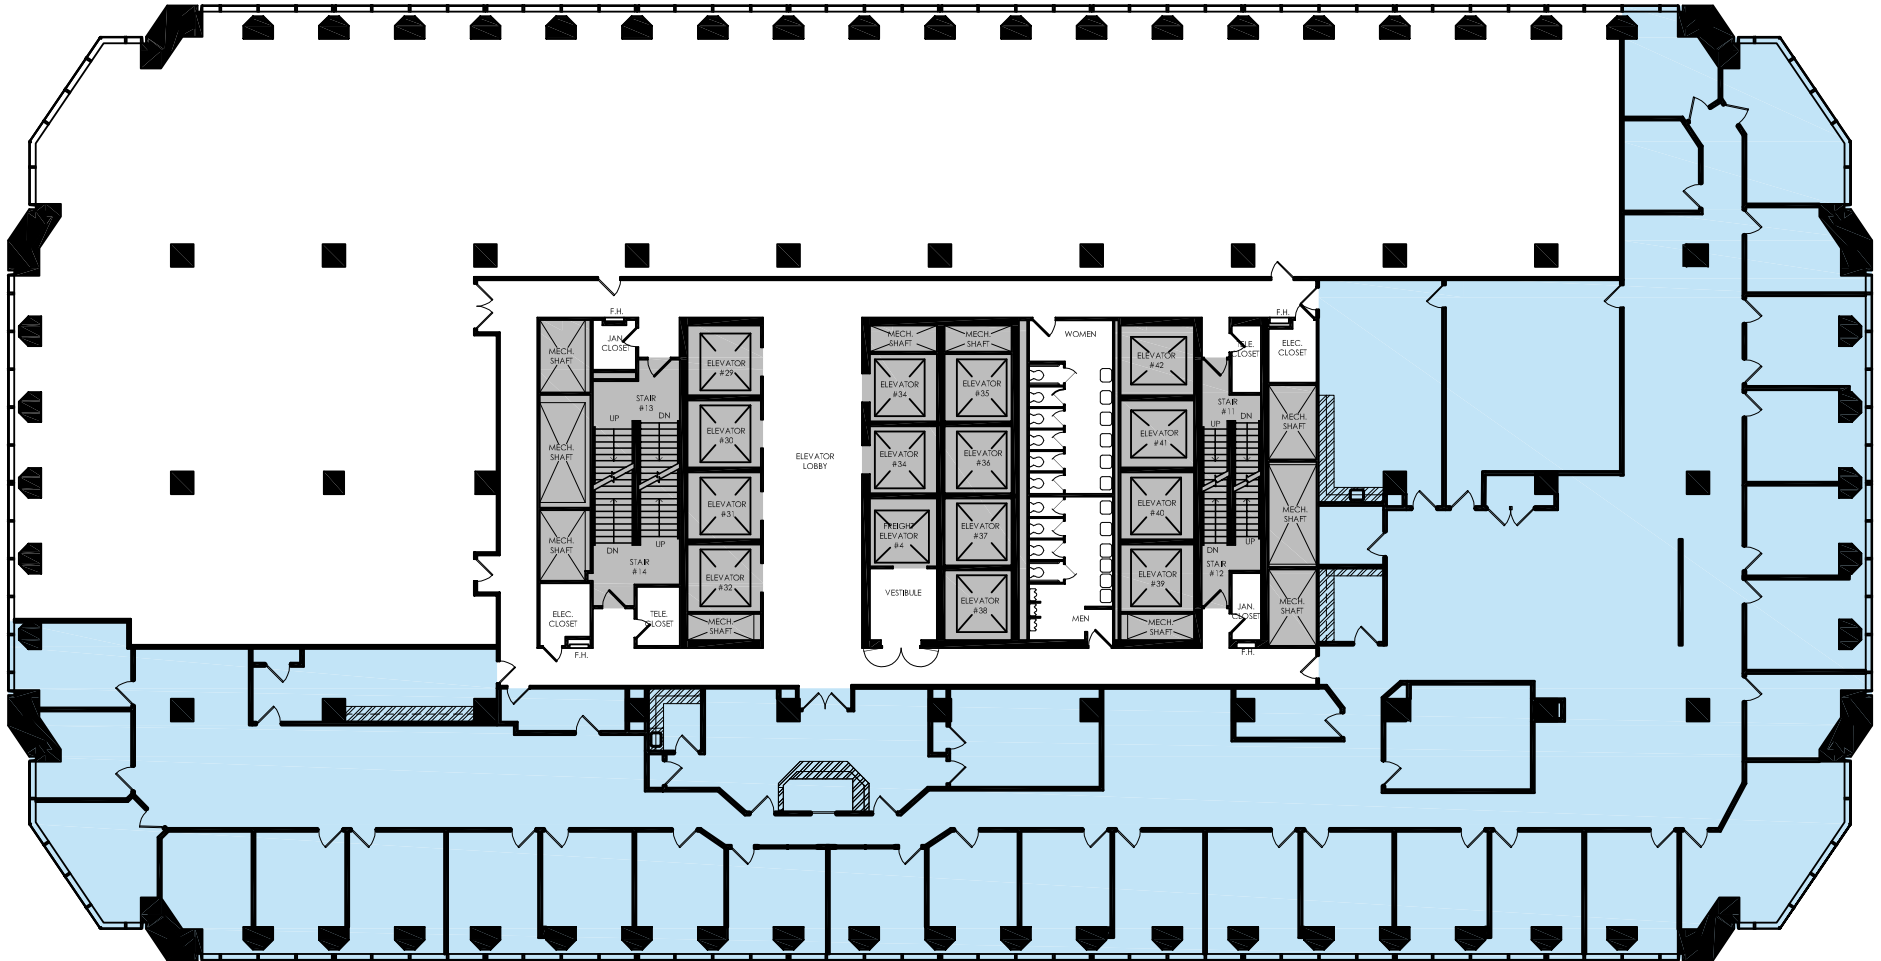 F.H.
JAN.
CLOSET
MECH.
SHAFT
ELEVATOR
#29
STAIR
#13
UP
DN
ELEVATOR
#30
MECH.
SHAFT
ELEVATOR
#31
MECH.
SHAFT
DN
UP
STAIR
#14
ELEVATOR
#32
ELEC.
CLOSET
TELE.
CLOSET
MECH.
SHAFT
F.H.
ELEVATOR
LOBBY
MECH.
SHAFT
MECH.
SHAFT
ELEVATOR
#34
ELEVATOR
#35
ELEVATOR
#34
ELEVATOR
#36
FREIGHT
ELEVATOR
#4
ELEVATOR
#37
VESTIBULE
ELEVATOR
#38
WOMEN
MEN
ELEVATOR
#42
TELE.
CLOSET
F.H.
ELEC.
CLOSET
STAIR
#11
UP
DN
ELEVATOR
#41
MECH.
SHAFT
ELEVATOR
#40
MECH.
SHAFT
DN
UP
STAIR
#12
ELEVATOR
#39
MECH.
SHAFT
JAN.
CLOSET
MECH.
SHAFT
F.H.